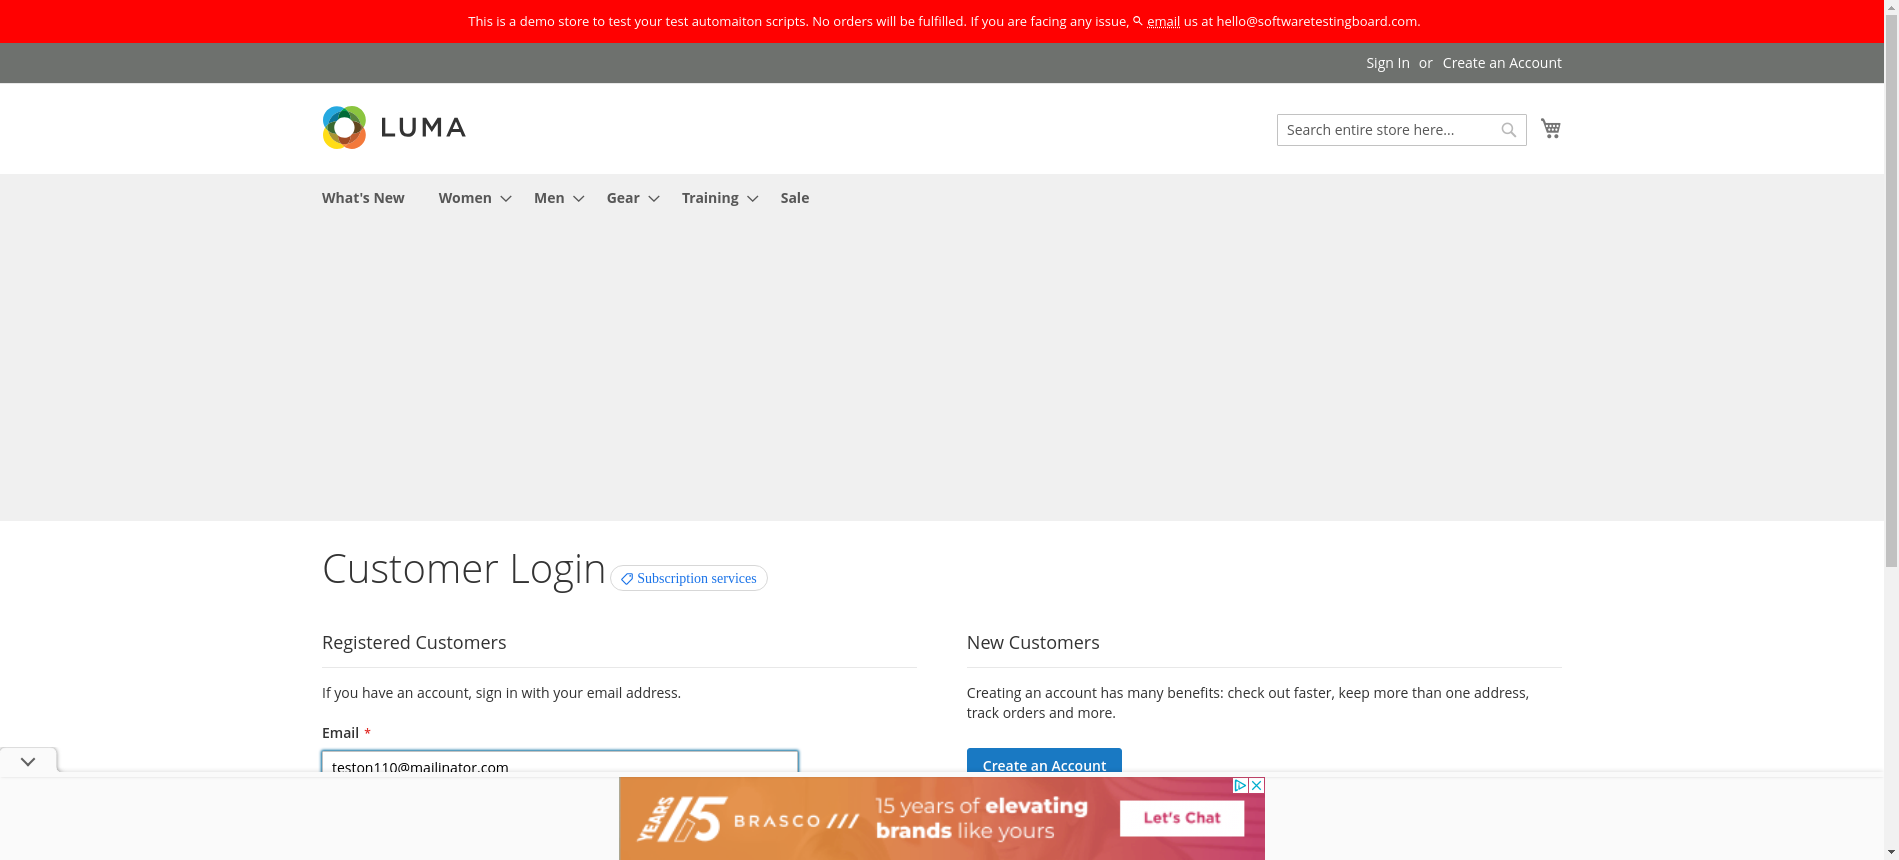 This is a demo store to test your test automaiton scripts. No orders will be fulfilled. If you are facing any issue, email us at hello@softwaretestingboard.com.
Sign In or Create an Account
LUMA
Search entire store here...
What's New Women Men Gear Training Sale
Customer Login Subscription services
Registered Customers
If you have an account, sign in with your email address.
Email *
teston110@mailinator.com
New Customers
Creating an account has many benefits: check out faster, keep more than one address,
track orders and more.
Create an Account
YEARS 15 BRASCO ///
15 years of elevating
brands like yours
Let's Chat